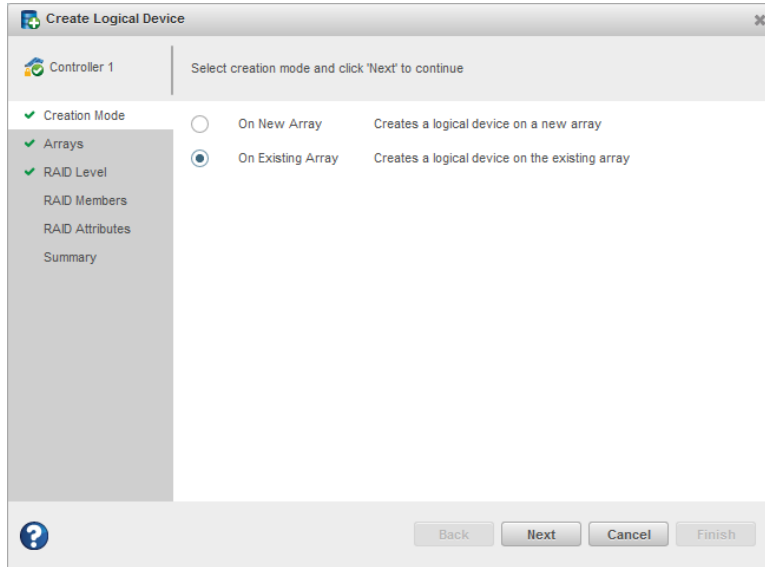 Create Logical Device
Controller 1
Select creation mode and click 'Next' to continue
Creation Mode
Arrays
RAID Level
RAID Members
RAID Attributes
Summary
On New Array Creates a logical device on a new array
On Existing Array Creates a logical device on the existing array
?
Back Next Cancel Finish